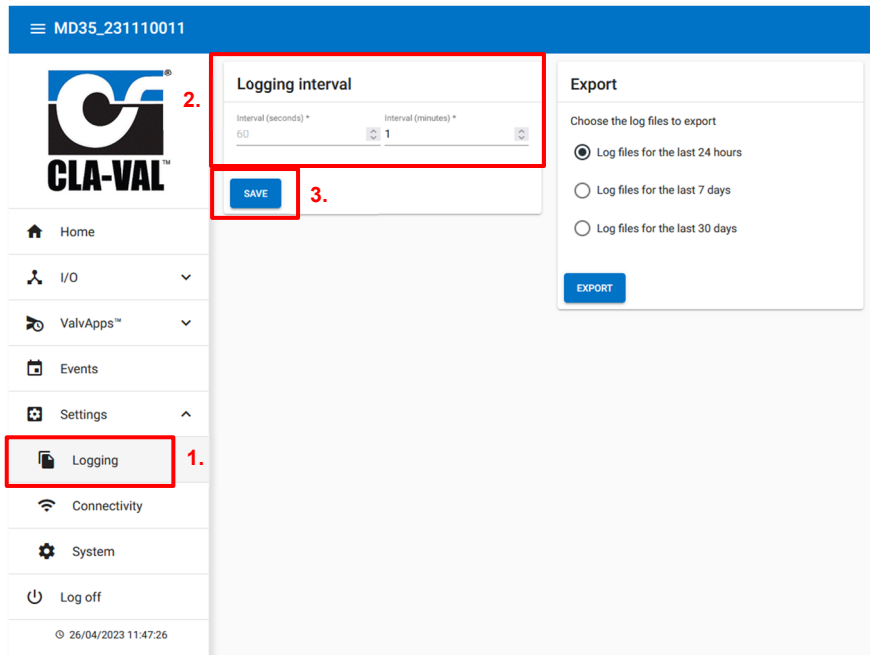 MD35_231110011
CLA-VAL™
®
Home
I/O
ValvApps™
Events
Settings
Logging
1.
Connectivity
System
Log off
26/04/2023 11:47:26
2.
Logging interval
Interval (seconds) * Interval (minutes) *
60 1
SAVE
3.
Export
Choose the log files to export
Log files for the last 24 hours
Log files for the last 7 days
Log files for the last 30 days
EXPORT